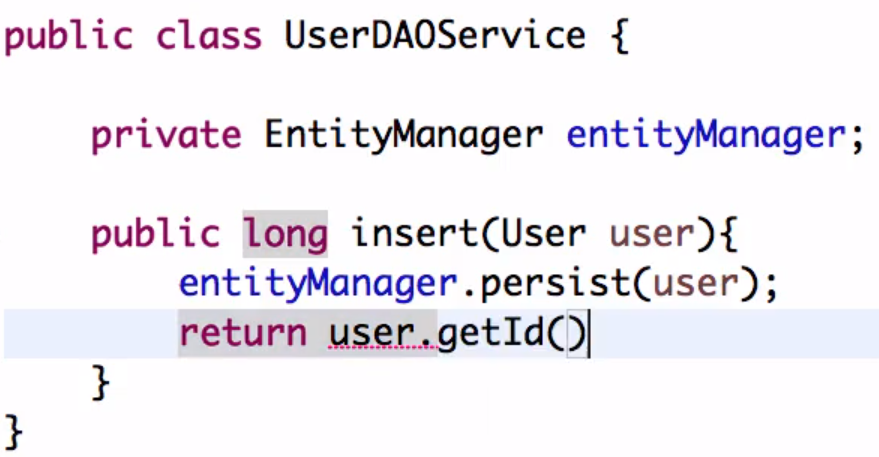 public class UserDAOService {
private EntityManager entityManager;
public long insert(User user){
entityManager.persist(user);
return user.getId()
}
}